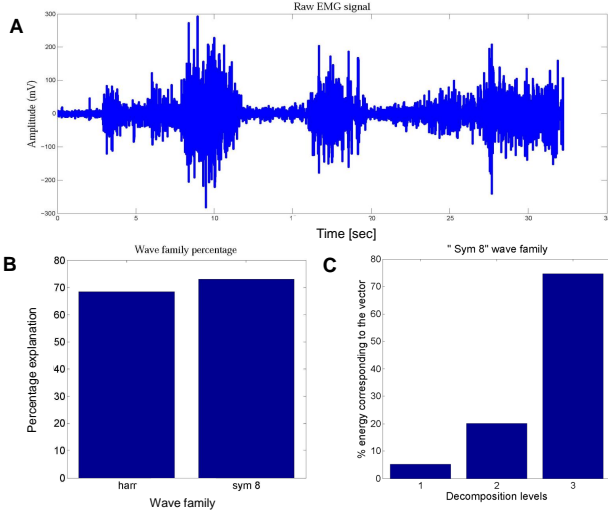 Raw EMG signal
A
300
200
100
0
−100
−200
−300
Amplitude (mV)
0 5 10 20 25 30 35
Time [sec]
B
Wave family percentage
80
70
60
50
40
30
20
10
0
Percentage explanation
harr sym 8
Wave family
C
" Sym 8" wave family
80
70
60
50
40
30
20
10
0
% energy corresponding to the vector
1 2 3
Decomposition levels